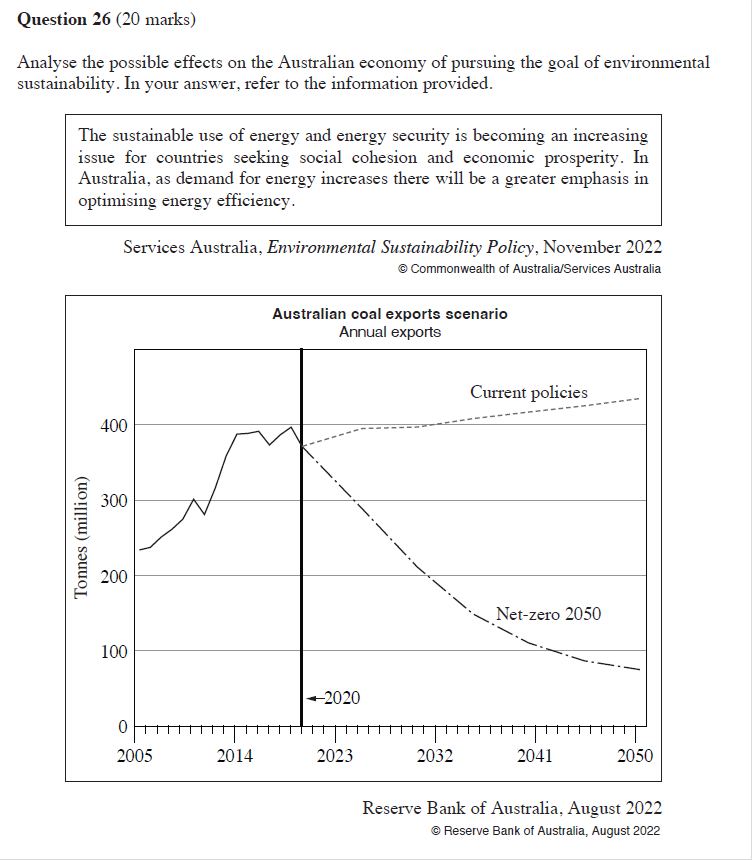 Question 26 (20 marks)
Analyse the possible effects on the Australian economy of pursuing the goal of environmental
sustainability. In your answer, refer to the information provided.
The sustainable use of energy and energy security is becoming an increasing
issue for countries seeking social cohesion and economic prosperity. In
Australia, as demand for energy increases there will be a greater emphasis in
optimising energy efficiency.
Services Australia, Environmental Sustainability Policy, November 2022
© Commonwealth of Australia/Services Australia
Australian coal exports scenario
Annual exports
Current policies
400
300
200
100
0
Tonnes (million)
Net-zero 2050
2020
2005 2014 2023 2032 2041 2050
Reserve Bank of Australia, August 2022
© Reserve Bank of Australia, August 2022